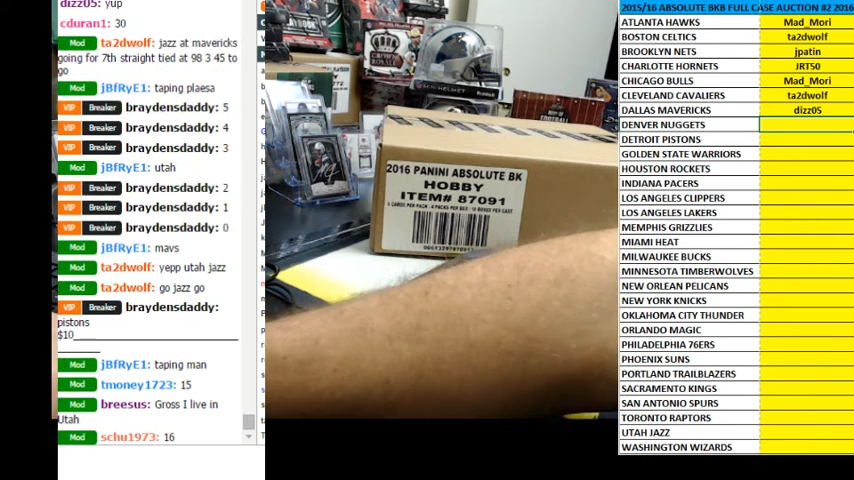 dizz05: yup
cduran1: 30
Mod ta2dwolf: jazz at mavericks
going for 7th straight tied at 98 3 45 to
go
Mod jBfRyE1: taping plaesa
VIP Breaker braydensdaddy: 5
VIP Breaker braydensdaddy: 4
VIP Breaker braydensdaddy: 3
Mod jBfRyE1: utah
VIP Breaker braydensdaddy: 2
VIP Breaker braydensdaddy: 1
VIP Breaker braydensdaddy: 0
Mod jBfRyE1: mavs
Mod ta2dwolf: yepp utah jazz
Mod ta2dwolf: go jazz go
VIP Breaker braydensdaddy:
pistons
$10
Mod jBfRyE1: taping man
Mod tmoney1723: 15
Mod breesus: Gross I live in
Utah
Mod schu1973: 16
CROWN
ROYALE
MINI HELMET
2016 PANINI ABSOLUTE BK
HOBBY
ITEM# 87091
2015/16 ABSOLUTE BKB FULL CASE AUCTION #2 2016
ATLANTA HAWKS Mad_Mori
BOSTON CELTICS ta2dwolf
BROOKLYN NETS jpatin
CHARLOTTE HORNETS JRT50
CHICAGO BULLS Mad_Mori
CLEVELAND CAVALIERS ta2dwolf
DALLAS MAVERICKS dizz05
DENVER NUGGETS
DETROIT PISTONS
GOLDEN STATE WARRIORS
HOUSTON ROCKETS
INDIANA PACERS
LOS ANGELES CLIPPERS
LOS ANGELES LAKERS
MEMPHIS GRIZZLIES
MIAMI HEAT
MILWAUKEE BUCKS
MINNESOTA TIMBERWOLVES
NEW ORLEAN PELICANS
NEW YORK KNICKS
OKLAHOMA CITY THUNDER
ORLANDO MAGIC
PHILADELPHIA 76ERS
PHOENIX SUNS
PORTLAND TRAILBLAZERS
SACRAMENTO KINGS
SAN ANTONIO SPURS
TORONTO RAPTORS
UTAH JAZZ
WASHINGTON WIZARDS